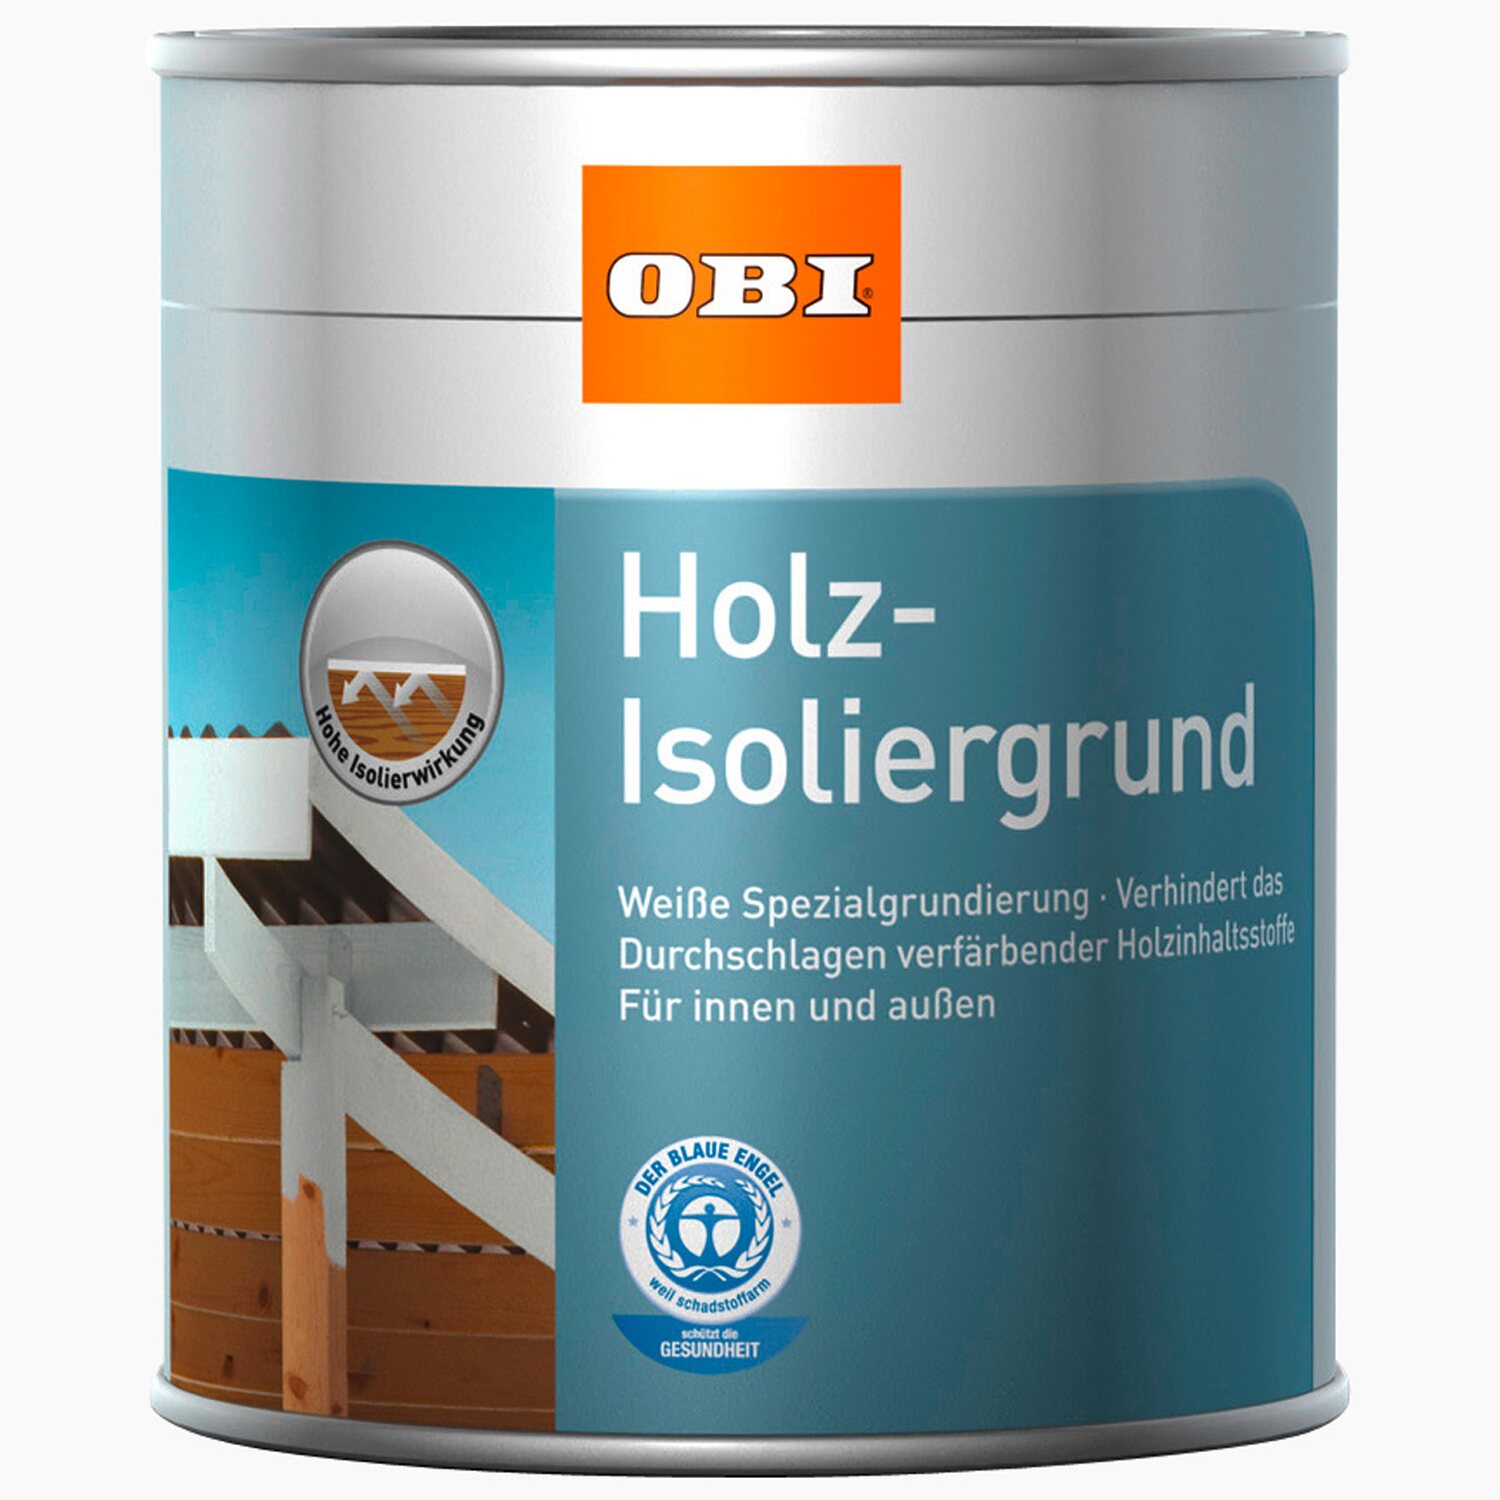 OBI®
Holz-
Isoliergrund
Hohe Isolierwirkung
Weiße Spezialgrundierung · Verhindert das
Durchschlagen verfärbender Holzinhaltsstoffe
Für innen und außen
DER BLAUE ENGEL
weil schadstoffarm
schützt die
GESUNDHEIT